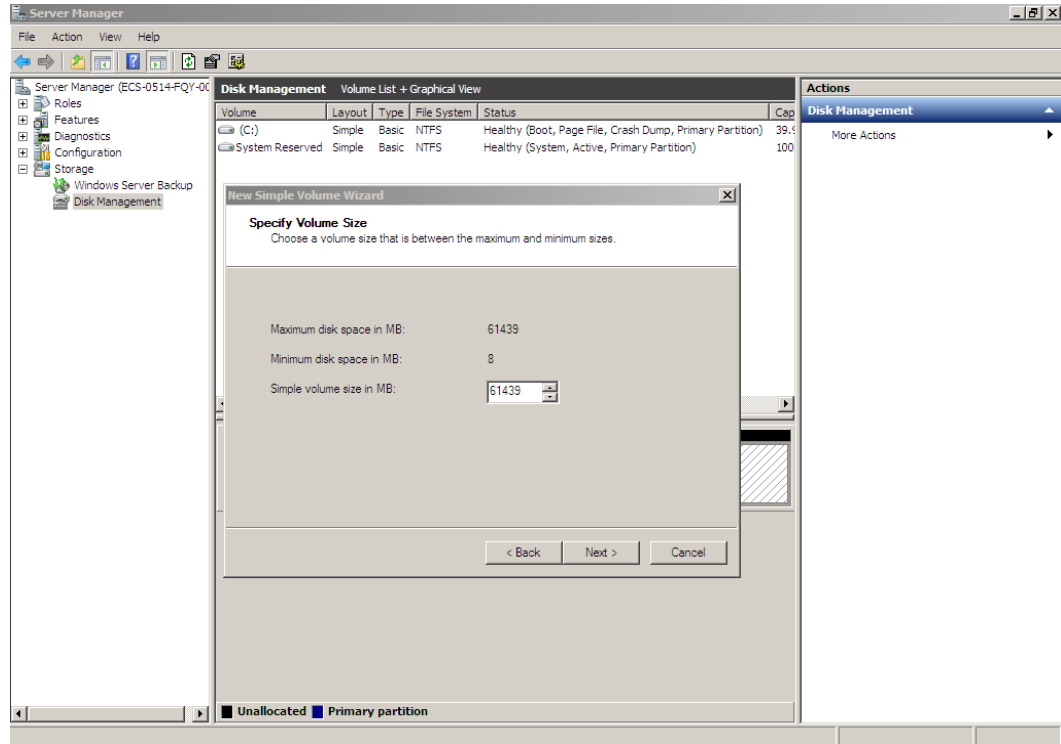 Server Manager
File Action View Help
Server Manager (ECS-0514-FQY-00
Roles
Features
Diagnostics
Configuration
Storage
Windows Server Backup
Disk Management
Disk Management Volume List + Graphical View
Volume Layout Type File System Status Cap
(C:) Simple Basic NTFS Healthy (Boot, Page File, Crash Dump, Primary Partition) 39.9
System Reserved Simple Basic NTFS Healthy (System, Active, Primary Partition) 100
New Simple Volume Wizard
Specify Volume Size
Choose a volume size that is between the maximum and minimum sizes.
Maximum disk space in MB: 61439
Minimum disk space in MB: 8
Simple volume size in MB: 61439
< Back Next > Cancel
Unallocated Primary partition
Actions
Disk Management
More Actions